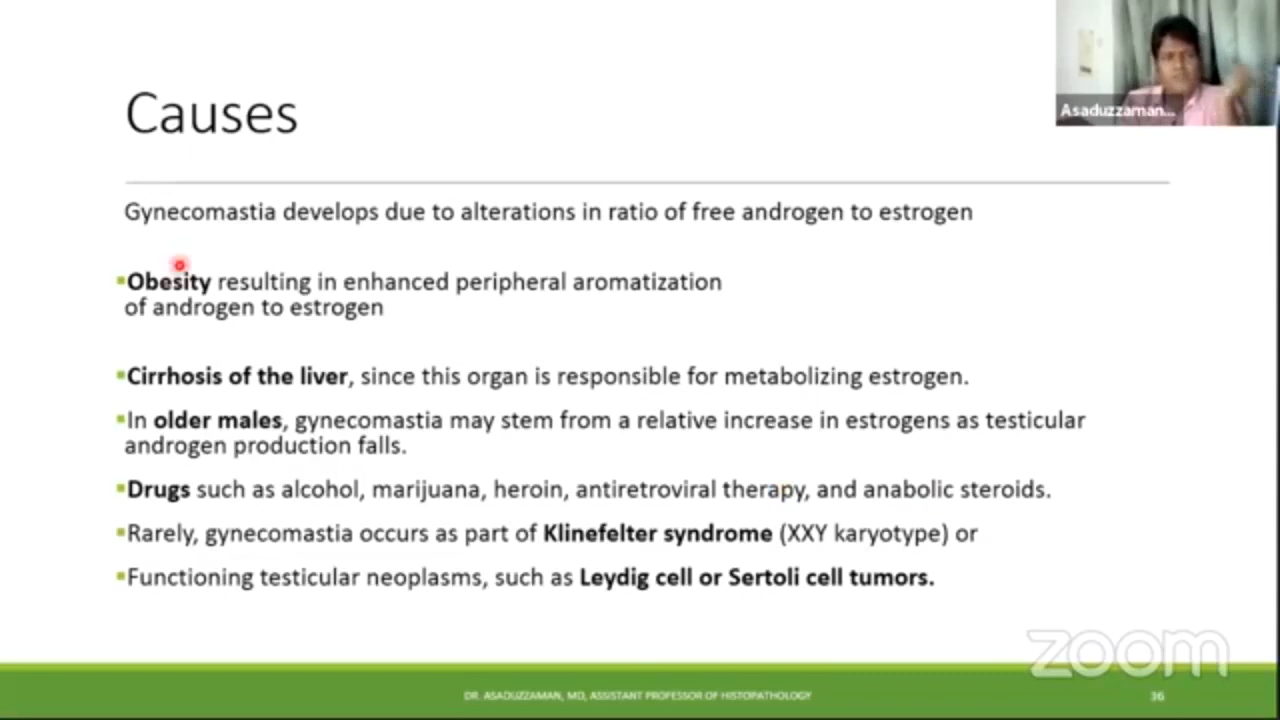 Causes
Asaduzzaman...
Gynecomastia develops due to alterations in ratio of free androgen to estrogen
▪Obesity resulting in enhanced peripheral aromatization
of androgen to estrogen
▪Cirrhosis of the liver, since this organ is responsible for metabolizing estrogen.
▪In older males, gynecomastia may stem from a relative increase in estrogens as testicular
androgen production falls.
▪Drugs such as alcohol, marijuana, heroin, antiretroviral therapy, and anabolic steroids.
▪Rarely, gynecomastia occurs as part of Klinefelter syndrome (XXY karyotype) or
▪Functioning testicular neoplasms, such as Leydig cell or Sertoli cell tumors.
zoom
DR. ASADUZZAMAN, MD, ASSISTANT PROFESSOR OF HISTOPATHOLOGY
36